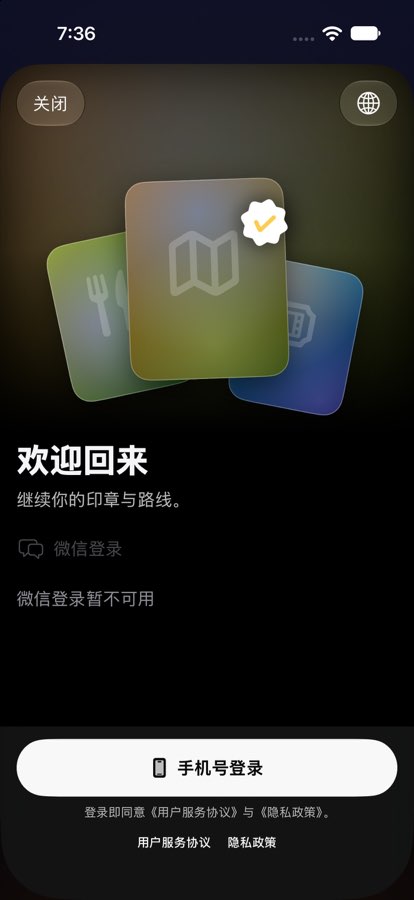 7:36
关闭
欢迎回来
继续你的印章与路线。
微信登录
微信登录暂不可用
手机号登录
登录即同意《用户服务协议》与《隐私政策》。
用户服务协议 隐私政策